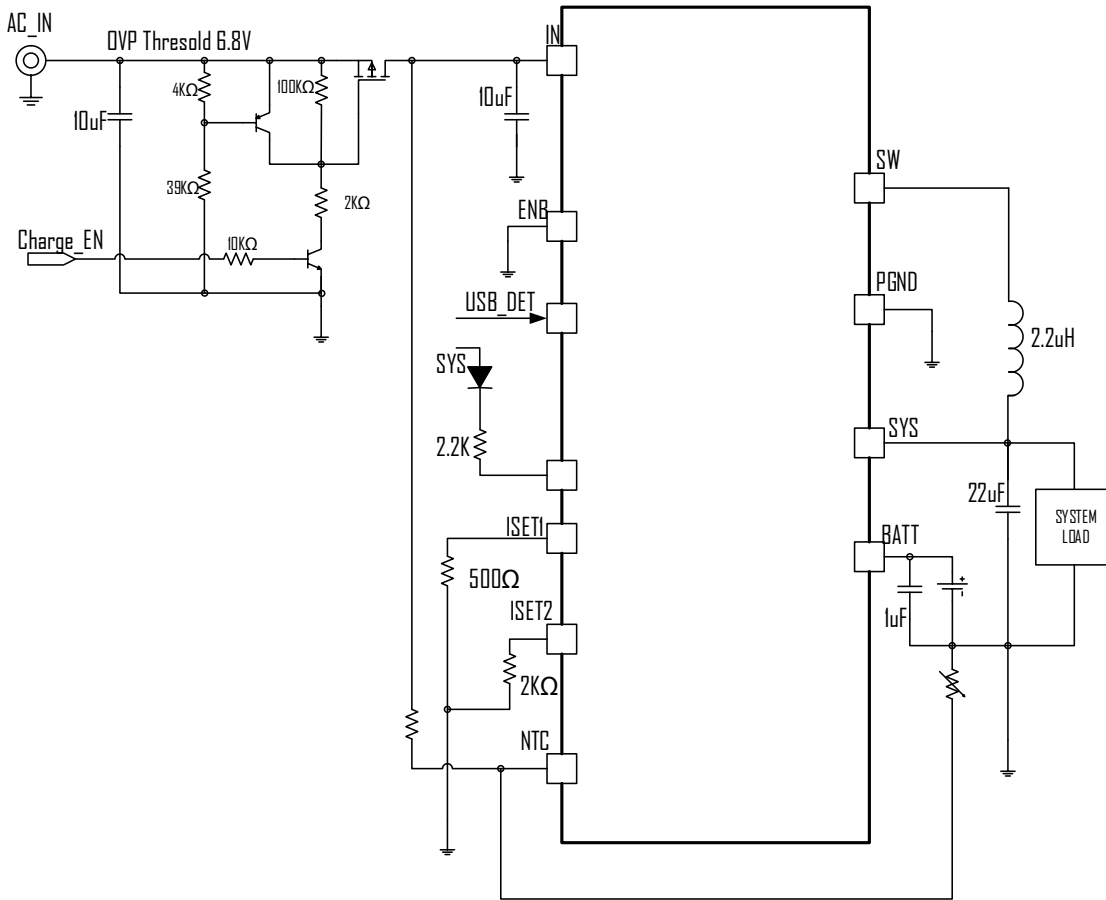 AC_IN
OVP Thresold 6.8V
IN
4KΩ
100KΩ
10uF
10uF
39KΩ
2KΩ
SW
ENB
Charge_EN
10KΩ
PGND
USB_DET
2.2uH
SYS
SYS
2.2K
22uF
SYSTEM
LOAD
ISET1
BATT
500Ω
+
-
1uF
ISET2
2KΩ
NTC